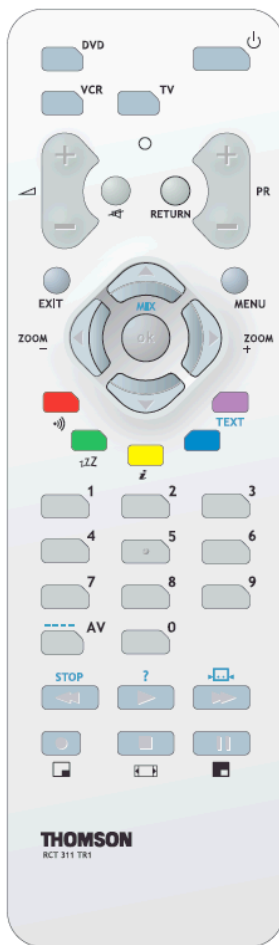 DVD
VCR TV
PR
RETURN
EXIT MENU
MIX
ZOOM ok ZOOM
− +
TEXT
zZZ
i
1 2 3
4 5 6
7 8 9
---- AV 0
STOP ?
THOMSON
RCT 311 TR1